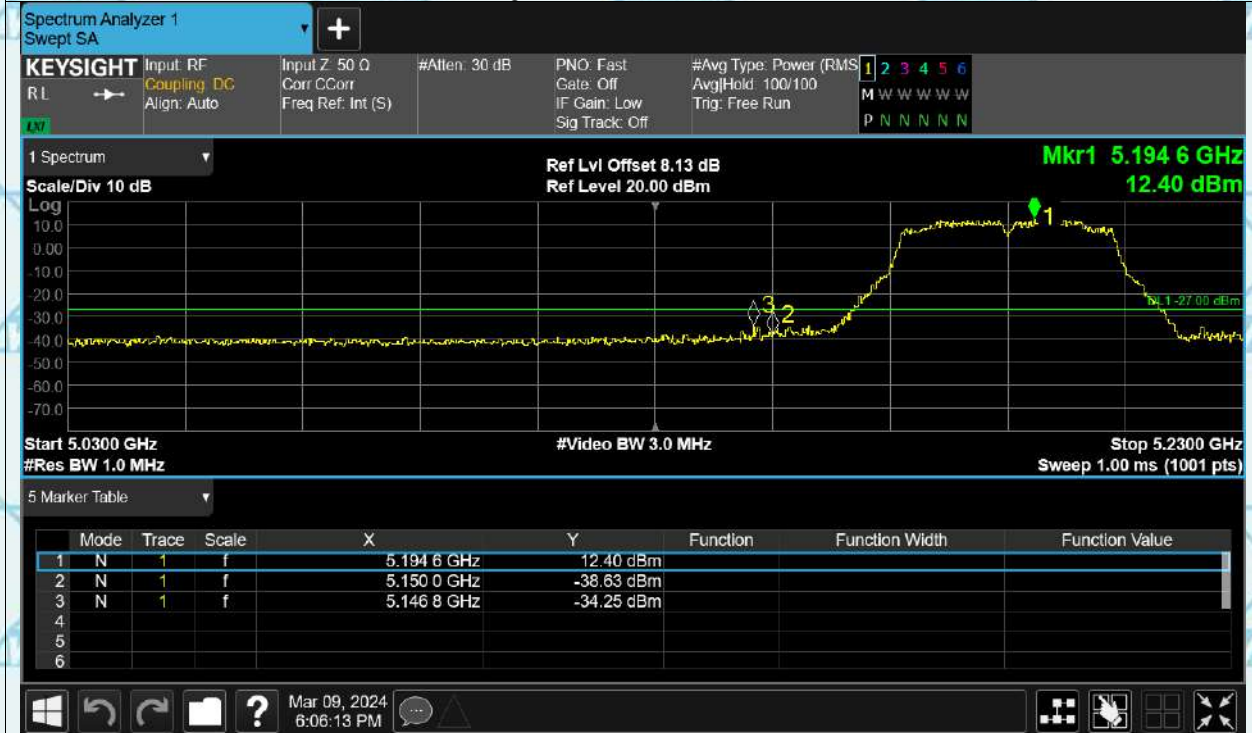 Spectrum Analyzer 1
Swept SA
+
KEYSIGHT
RL
LXI
Input: RF
Coupling: DC
Align: Auto
Input Z: 50 Ω
Corr CCorr
Freq Ref: Int (S)
#Atten: 30 dB
PNO: Fast
Gate: Off
IF Gain: Low
Sig Track: Off
#Avg Type: Power (RMS
Avg|Hold: 100/100
Trig: Free Run
1 2 3 4 5 6
M W W W W W
P N N N N N
1 Spectrum
Scale/Div 10 dB
Ref Lvl Offset 8.13 dB
Ref Level 20.00 dBm
Mkr1 5.194 6 GHz
12.40 dBm
Log
10.0
0.00
-10.0
-20.0
-30.0
-40.0
-50.0
-60.0
-70.0
1
3
2
DL1 -27.00 dBm
Start 5.0300 GHz #Video BW 3.0 MHz Stop 5.2300 GHz
#Res BW 1.0 MHz Sweep 1.00 ms (1001 pts)
5 Marker Table
Mode Trace Scale X Y Function Function Width Function Value
1 N 1 f 5.194 6 GHz 12.40 dBm
2 N 1 f 5.150 0 GHz -38.63 dBm
3 N 1 f 5.146 8 GHz -34.25 dBm
4
5
6
?
Mar 09, 2024
6:06:13 PM